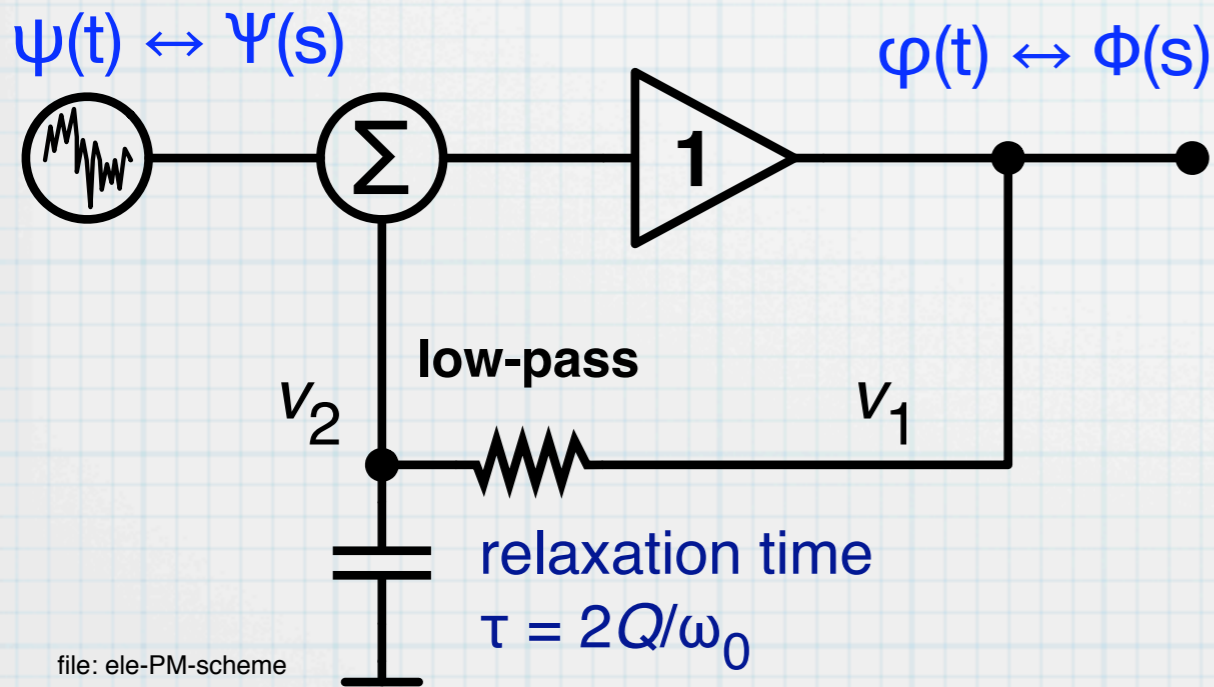 ψ(t) ↔ Ψ(s)
φ(t) ↔ Φ(s)
Σ
1
low-pass
v₂
v₁
relaxation time
τ = 2Q/ω₀
file: ele-PM-scheme